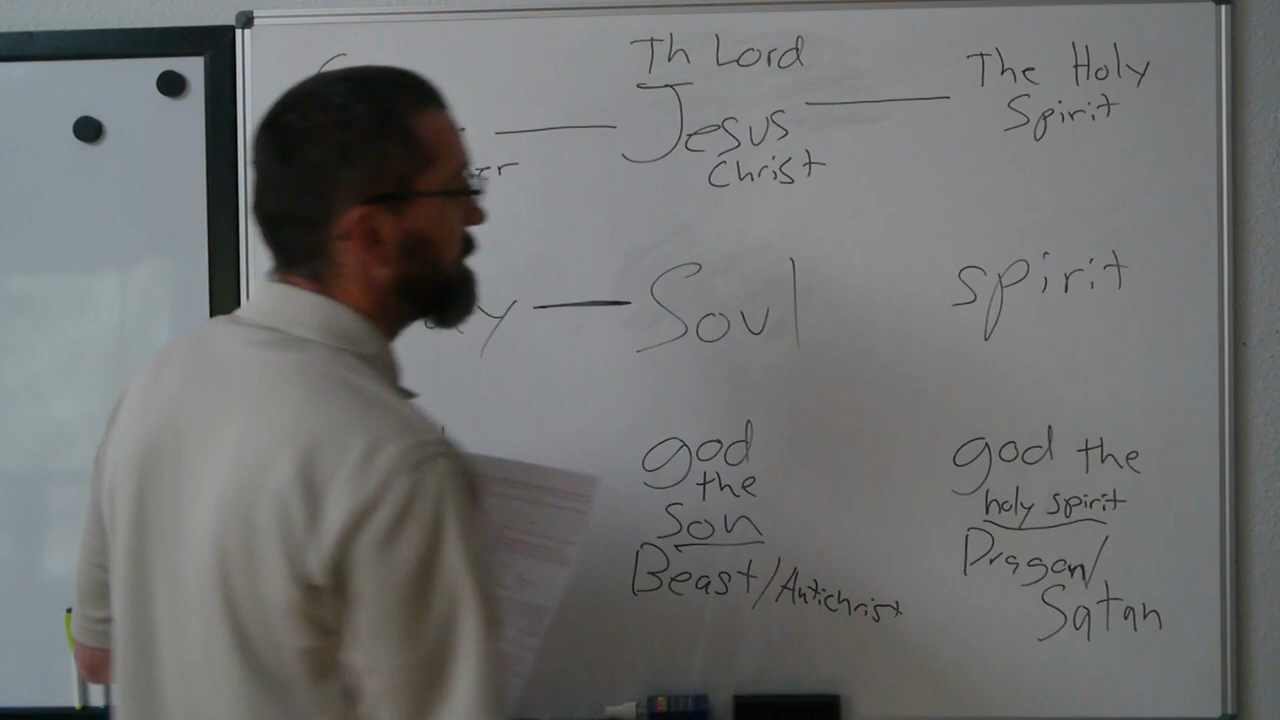 Th Lord
Jesus
Christ
The Holy
Spirit
Soul
spirit
god
the
son
Beast/Antichrist
god the
holy spirit
Dragon/
Satan